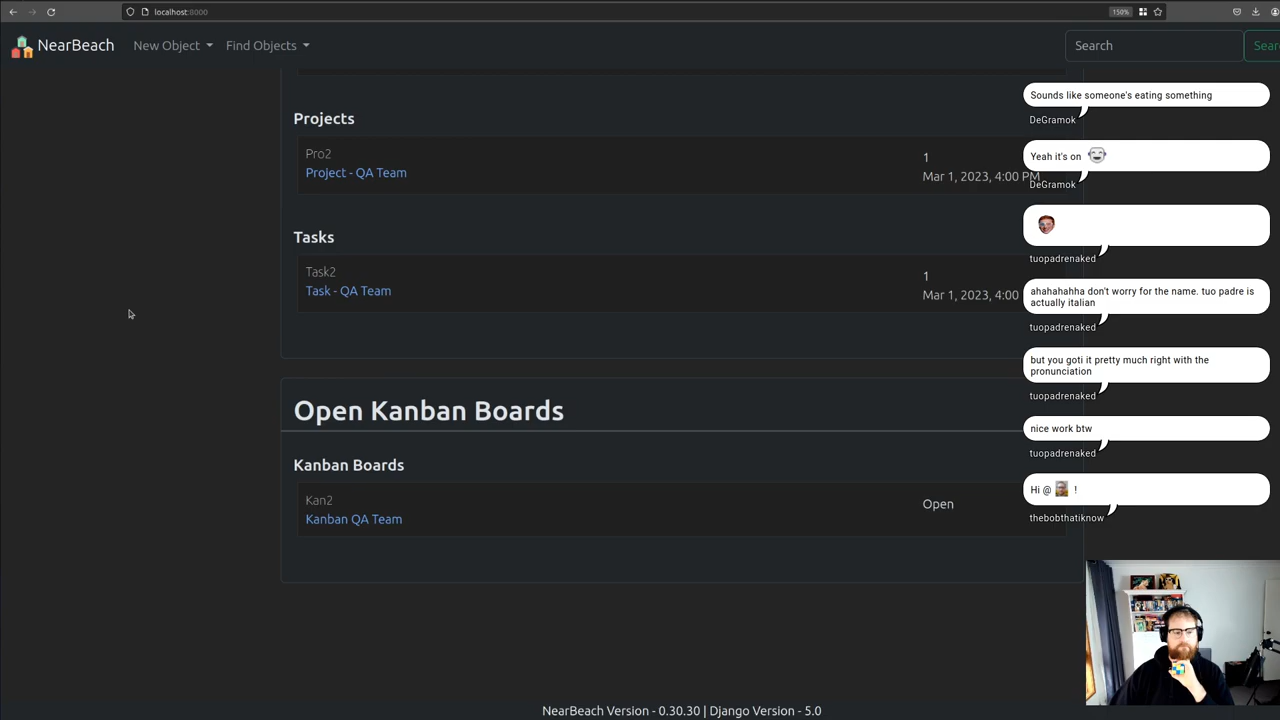 localhost:8000
150%
NearBeach
New Object
Find Objects
Search
Sear
Projects
Pro2
Project - QA Team
1
Mar 1, 2023, 4:00 PM
Tasks
Task2
Task - QA Team
1
Mar 1, 2023, 4:00
Open Kanban Boards
Kanban Boards
Kan2
Kanban QA Team
Open
NearBeach Version - 0.30.30 | Django Version - 5.0
Sounds like someone's eating something
DeGramok
Yeah it's on
DeGramok
tuopadrenaked
ahahahahha don't worry for the name. tuo padre is
actually italian
tuopadrenaked
but you goti it pretty much right with the
pronunciation
tuopadrenaked
nice work btw
tuopadrenaked
Hi @ !
thebobthatiknow